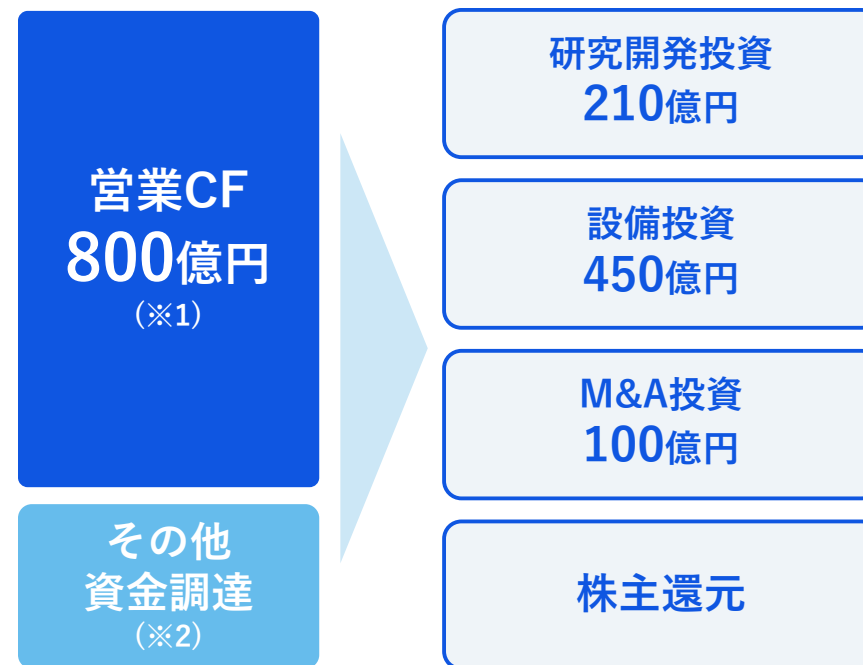 営業CF
800億円
(※1)
その他
資金調達
(※2)
研究開発投資
210億円
設備投資
450億円
M&A投資
100億円
株主還元